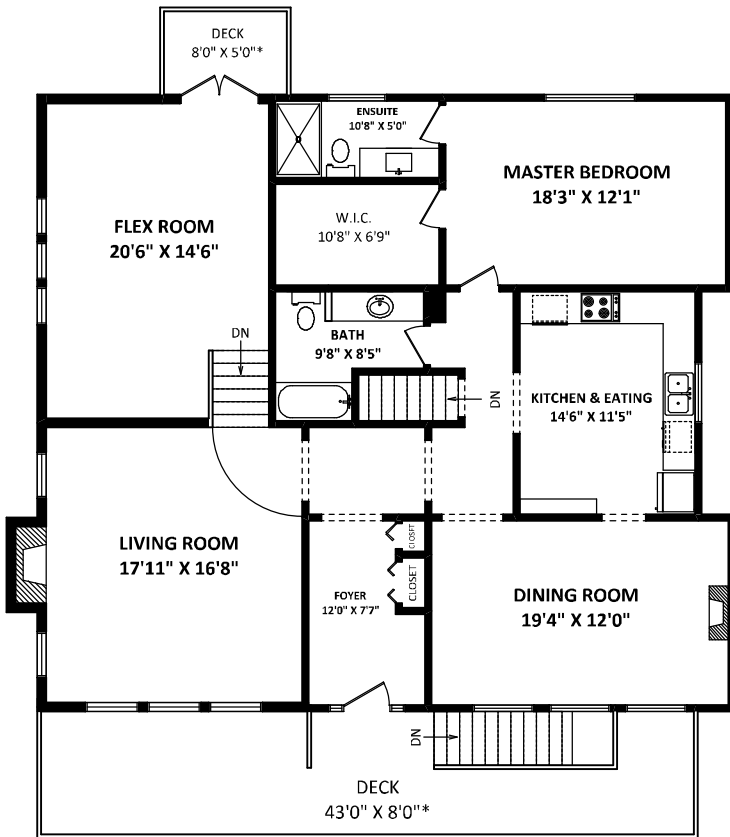 DECK
8'0" X 5'0"*
ENSUITE
10'8" X 5'0"
MASTER BEDROOM
18'3" X 12'1"
FLEX ROOM
20'6" X 14'6"
W.I.C.
10'8" X 6'9"
DN
BATH
9'8" X 8'5"
DN
KITCHEN & EATING
14'6" X 11'5"
LIVING ROOM
17'11" X 16'8"
CLOSET
CLOSET
FOYER
12'0" X 7'7"
DINING ROOM
19'4" X 12'0"
DN
DECK
43'0" X 8'0"*